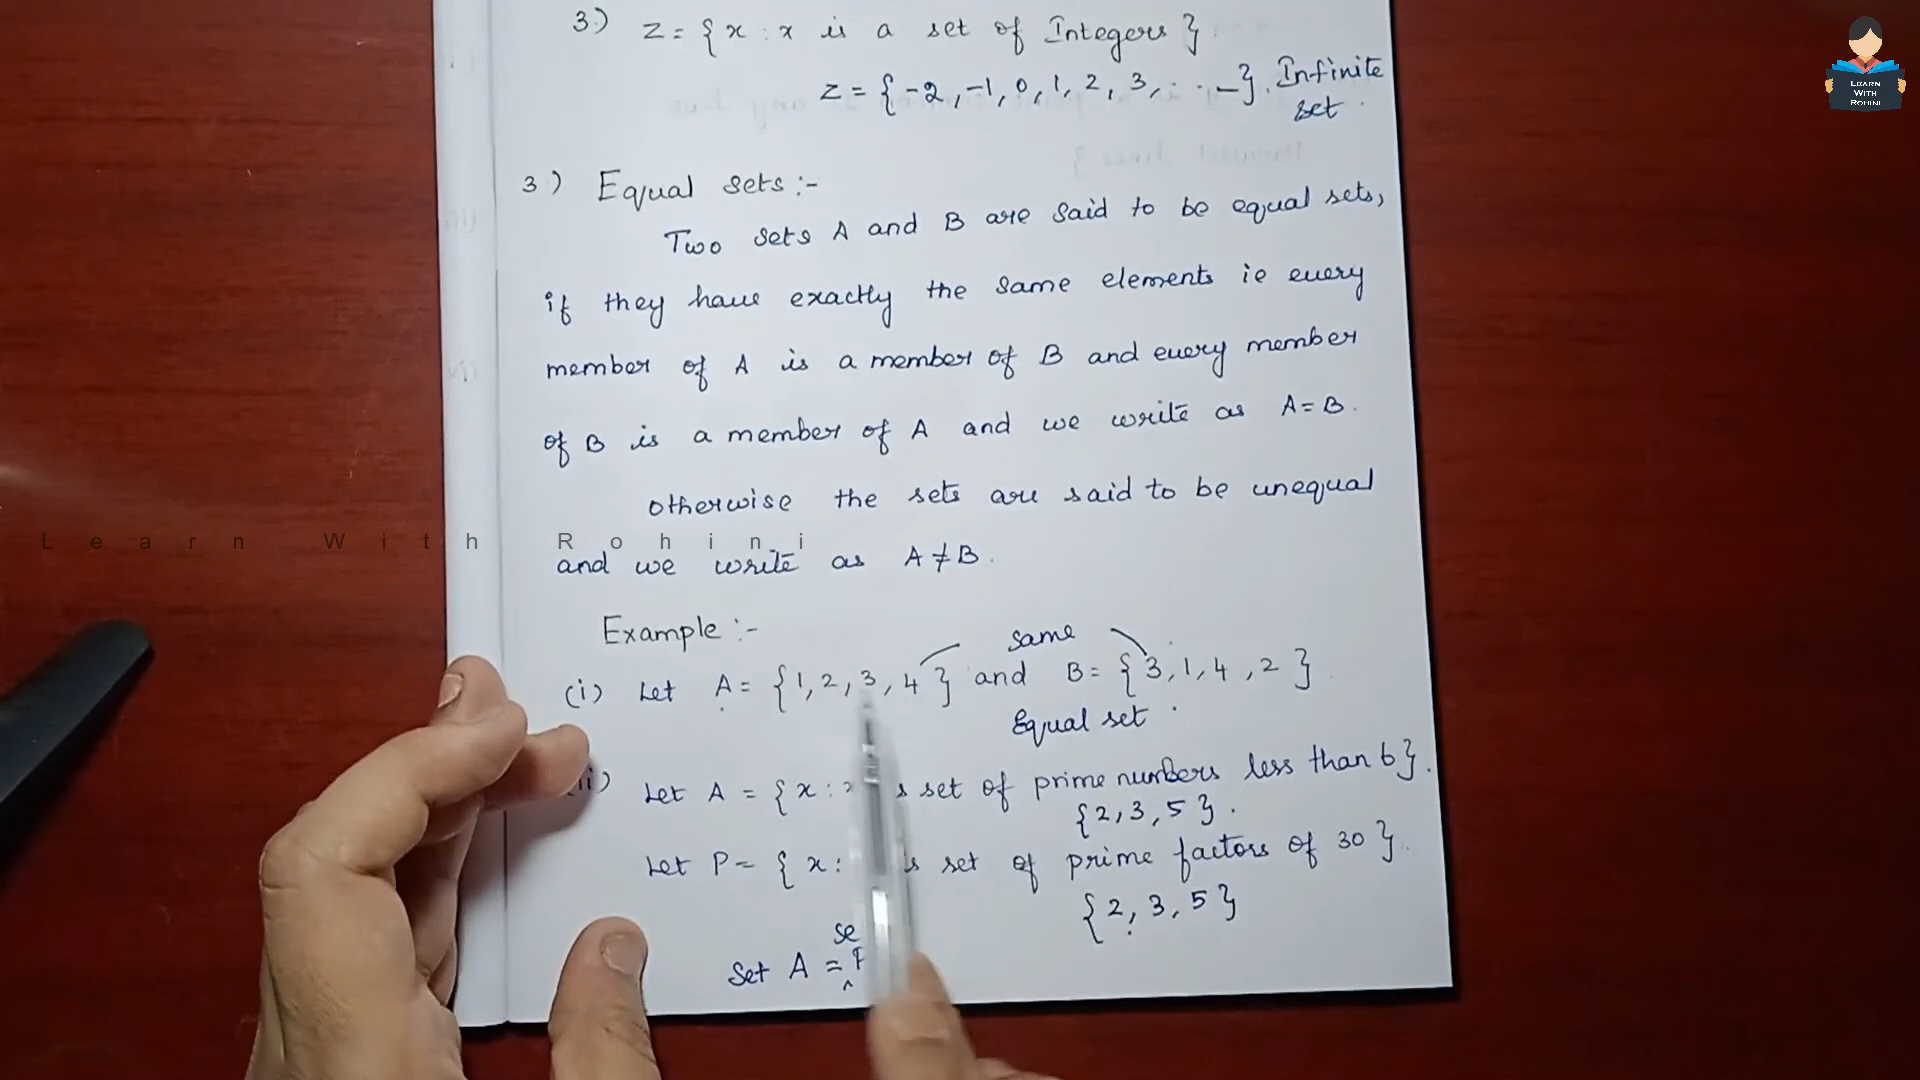 3) Z = { x : x is a set of Integers }
Z = { -2, -1, 0, 1, 2, 3, . . _ } . Infinite
set .
3) Equal sets :-
Two sets A and B are said to be equal sets,
if they have exactly the same elements ie every
member of A is a member of B and every member
of B is a member of A and we write as A = B .
otherwise the sets are said to be unequal
and we write as A ≠ B .
Example :-
same
(i) Let A = { 1, 2, 3, 4 } and B = { 3, 1, 4, 2 }
Equal set .
Let A = { x : s set of prime numbers less than 6 } .
{ 2, 3, 5 } .
Let P = { x : s set of prime factors of 30 } .
{ 2, 3, 5 }
se
Set A =
Learn With Rohini
LEARN
WITH
ROHINI